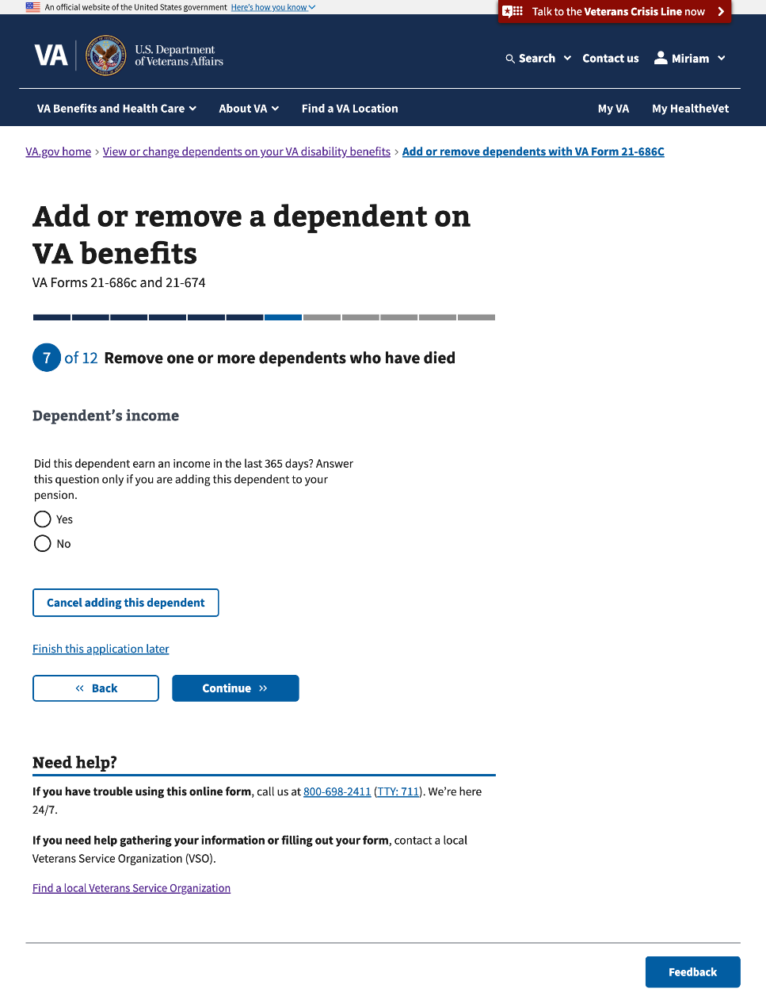 An official website of the United States government Here's how you know
Talk to the Veterans Crisis Line now
VA
U.S. Department
of Veterans Affairs
Search Contact us Miriam
VA Benefits and Health Care About VA Find a VA Location My VA My HealtheVet
VA.gov home › View or change dependents on your VA disability benefits › Add or remove dependents with VA Form 21-686C
Add or remove a dependent on
VA benefits
VA Forms 21-686c and 21-674
7 of 12 Remove one or more dependents who have died
Dependent’s income
Did this dependent earn an income in the last 365 days? Answer
this question only if you are adding this dependent to your
pension.
Yes
No
Cancel adding this dependent
Finish this application later
« Back Continue »
Need help?
If you have trouble using this online form, call us at 800-698-2411 (TTY: 711). We’re here
24/7.
If you need help gathering your information or filling out your form, contact a local
Veterans Service Organization (VSO).
Find a local Veterans Service Organization
Feedback